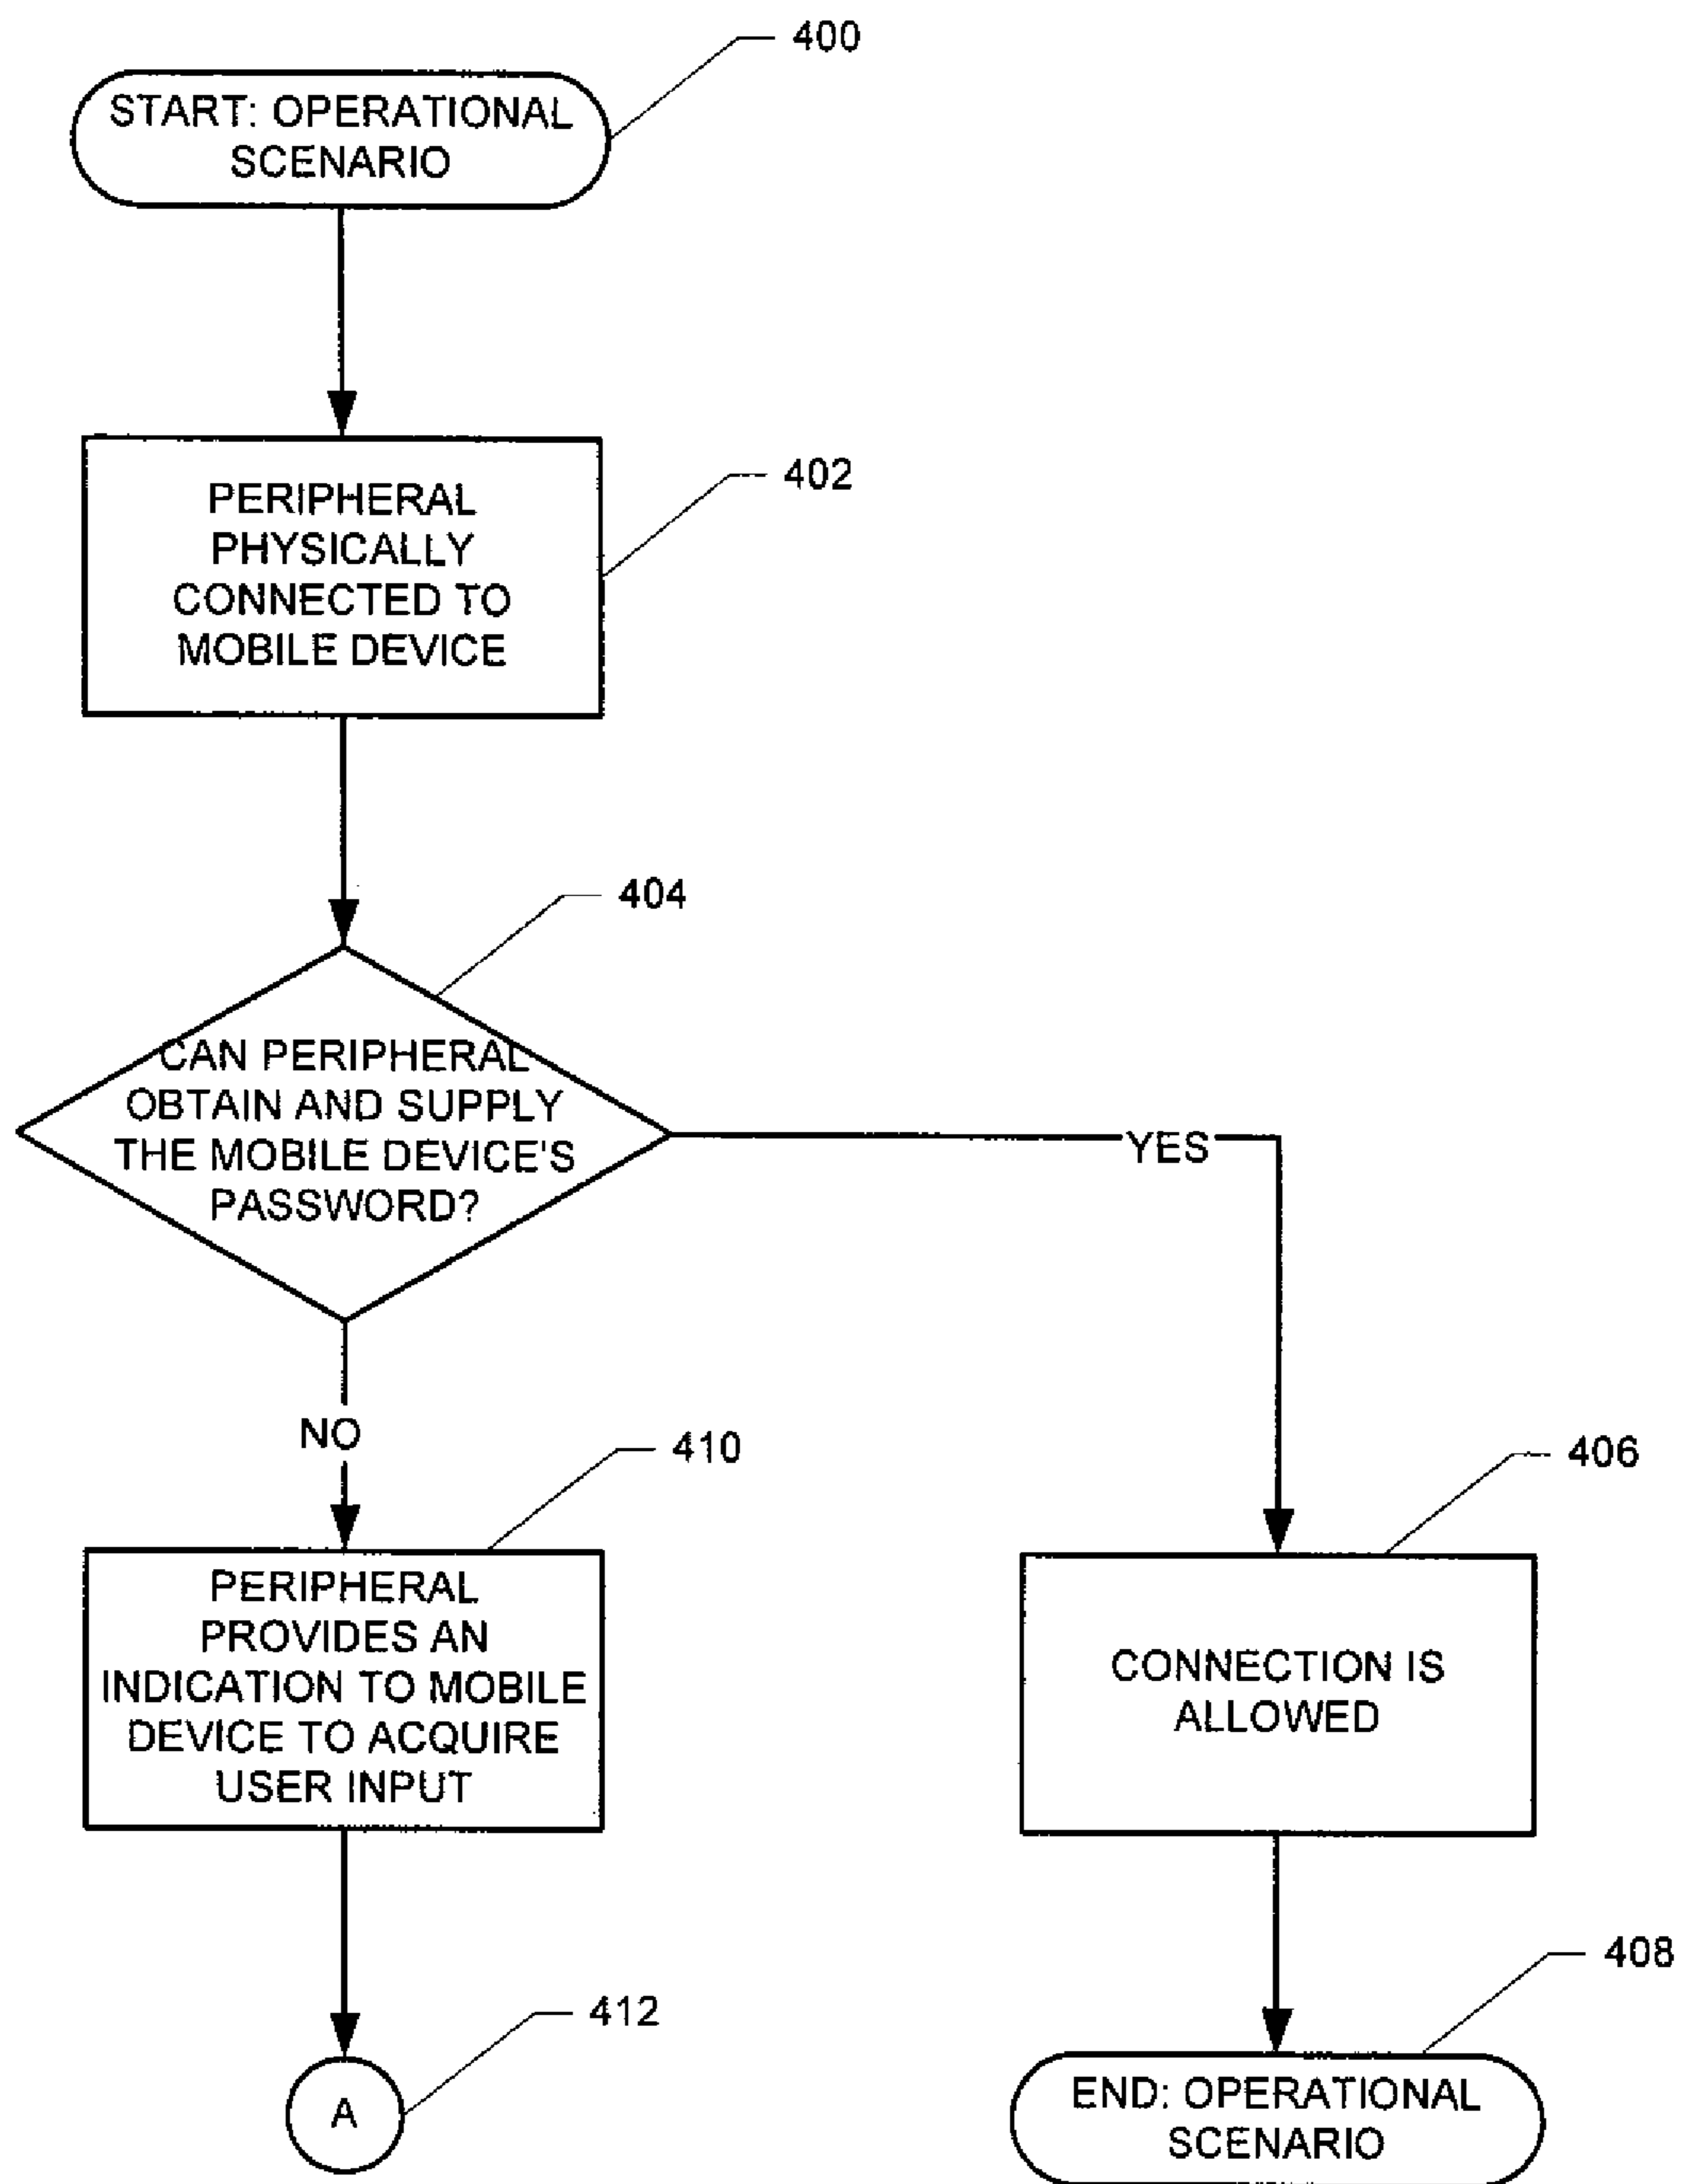 400
START: OPERATIONAL
SCENARIO
402
PERIPHERAL
PHYSICALLY
CONNECTED TO
MOBILE DEVICE
404
CAN PERIPHERAL
OBTAIN AND SUPPLY
THE MOBILE DEVICE'S
PASSWORD?
YES
NO
410
PERIPHERAL
PROVIDES AN
INDICATION TO MOBILE
DEVICE TO ACQUIRE
USER INPUT
406
CONNECTION IS
ALLOWED
412
A
408
END: OPERATIONAL
SCENARIO